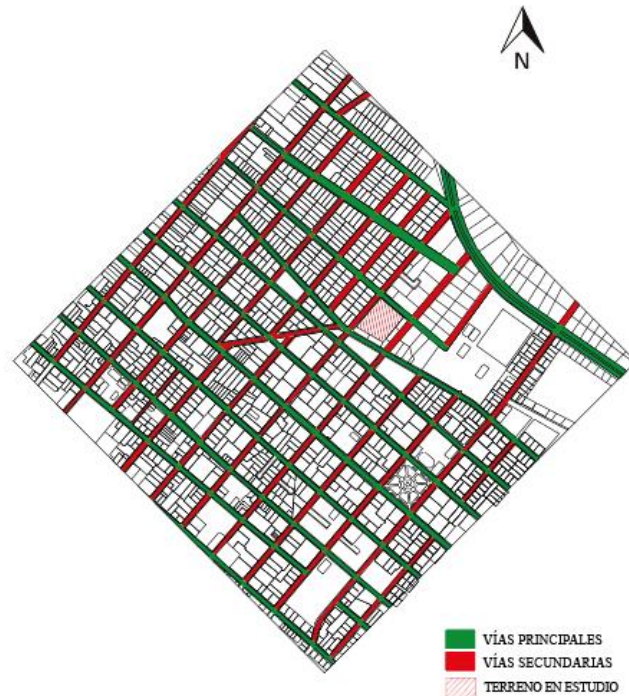 N
VÍAS PRINCIPALES
VÍAS SECUNDARIAS
TERRENO EN ESTUDIO